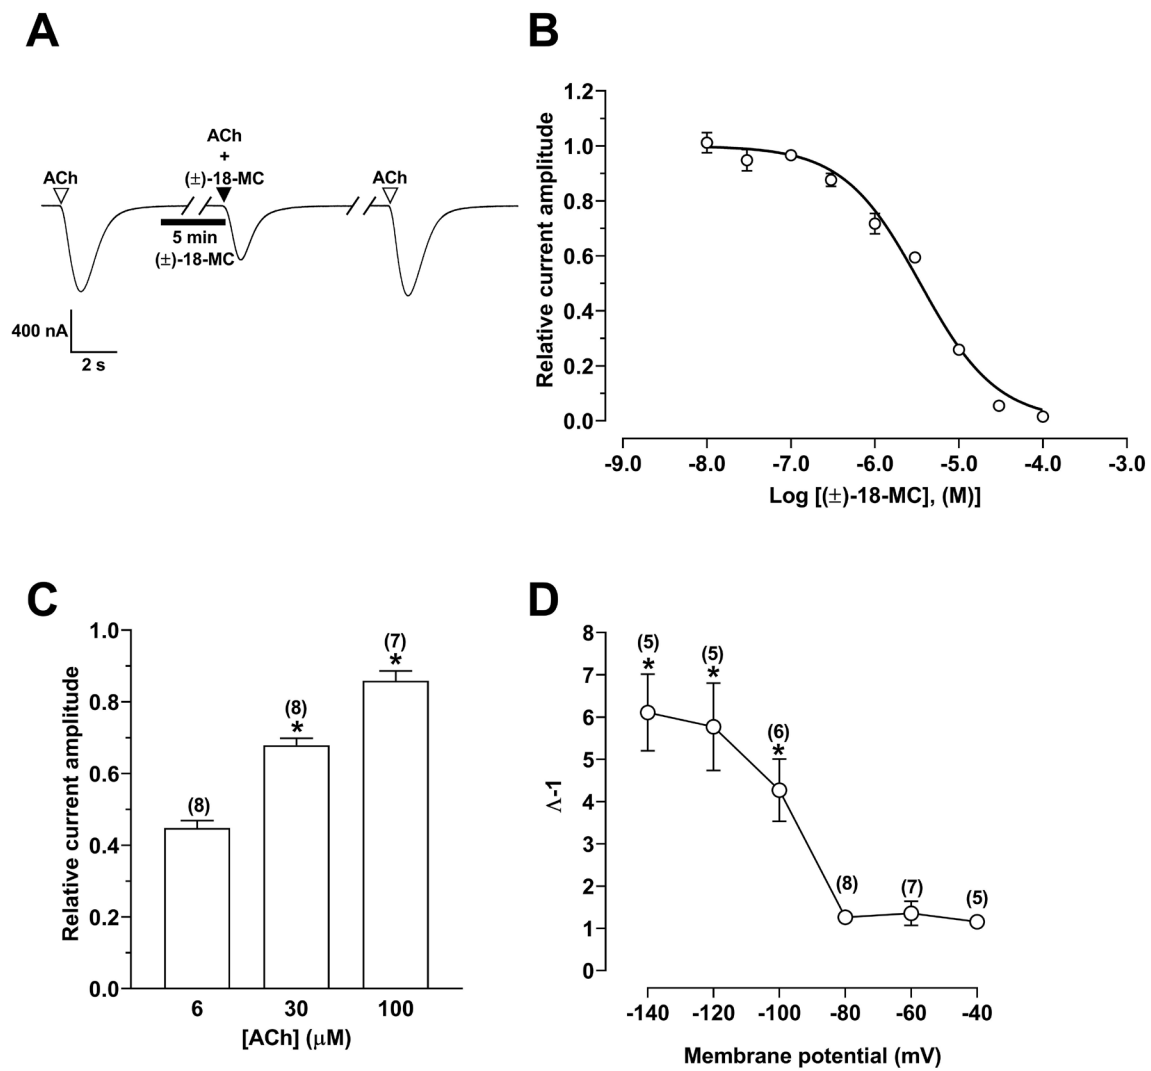 A
ACh
ACh
+
(±)-18-MC
ACh
5 min
(±)-18-MC
400 nA
2 s
B
Relative current amplitude
1.2
1.0
0.8
0.6
0.4
0.2
0.0
-9.0 -8.0 -7.0 -6.0 -5.0 -4.0 -3.0
Log [(±)-18-MC], (M)]
C
Relative current amplitude
1.0
0.8
0.6
0.4
0.2
0.0
(8)
(8)
*
(7)
*
6 30 100
[ACh] (μM)
D
Λ-1
8
7
6
5
4
3
2
1
0
(5)
*
(5)
*
(6)
*
(8)
(7)
(5)
-140 -120 -100 -80 -60 -40
Membrane potential (mV)